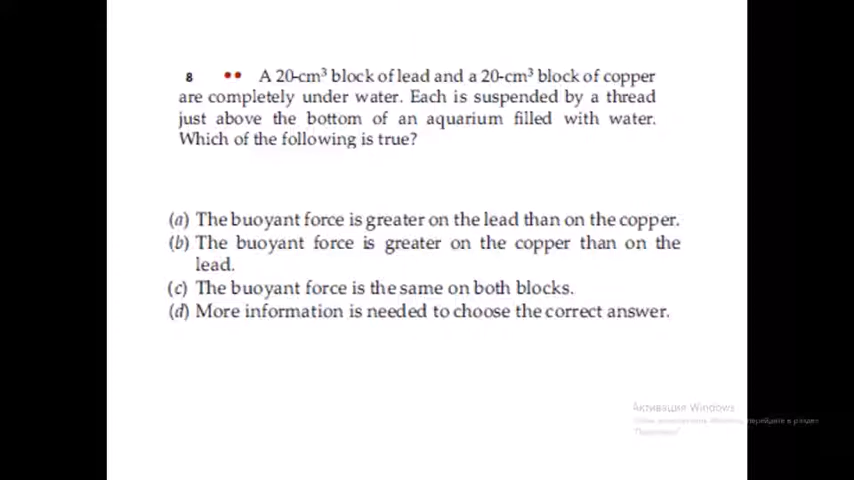 8 •• A 20-cm³ block of lead and a 20-cm³ block of copper
are completely under water. Each is suspended by a thread
just above the bottom of an aquarium filled with water.
Which of the following is true?
(a) The buoyant force is greater on the lead than on the copper.
(b) The buoyant force is greater on the copper than on the
lead.
(c) The buoyant force is the same on both blocks.
(d) More information is needed to choose the correct answer.
Активация Windows
перейдите в раздел